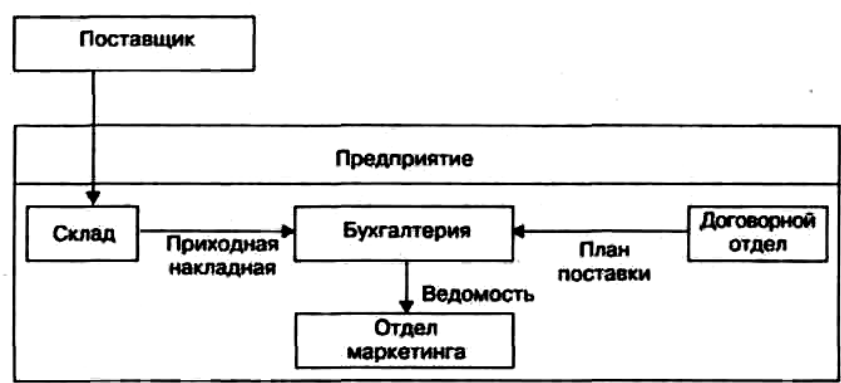 Поставщик
Предприятие
Склад
Приходная
накладная
Бухгалтерия
План
поставки
Договорной
отдел
Ведомость
Отдел
маркетинга